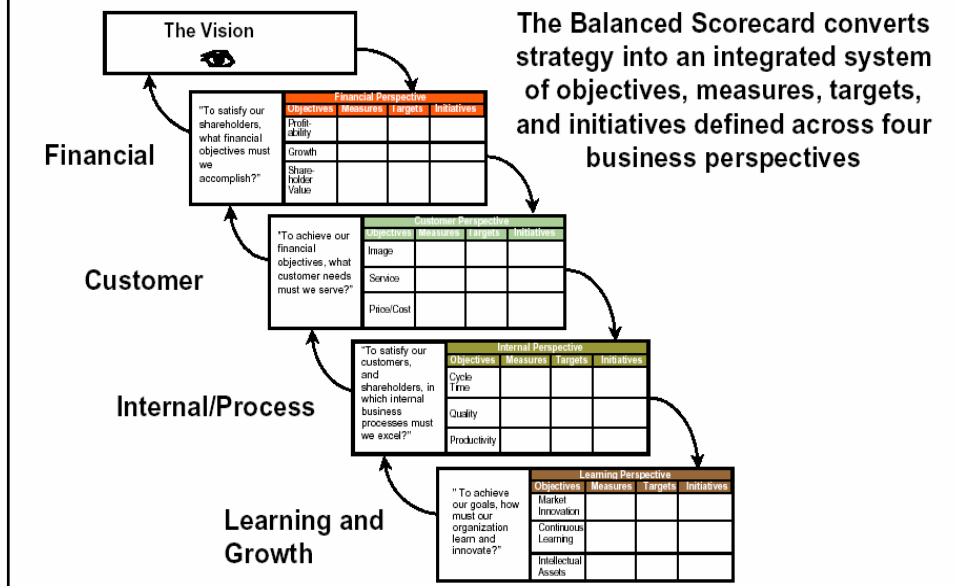 The Vision
The Balanced Scorecard converts
strategy into an integrated system
of objectives, measures, targets,
and initiatives defined across four
business perspectives
Financial
"To satisfy our
shareholders,
what financial
objectives must
we
accomplish?"
Financial Perspective
Objectives Measures Targets Initiatives
Profit-
ability
Growth
Share-
holder
Value
Customer
"To achieve our
financial
objectives, what
customer needs
must we serve?"
Customer Perspective
Objectives Measures Targets Initiatives
Image
Service
Price/Cost
Internal/Process
"To satisfy our
customers,
and
shareholders, in
which internal
business
processes must
we excel?"
Internal Perspective
Objectives Measures Targets Initiatives
Cycle
Time
Quality
Productivity
Learning and
Growth
" To achieve
our goals, how
must our
organization
learn and
innovate?"
Learning Perspective
Objectives Measures Targets Initiatives
Market
Innovation
Continuous
Learning
Intellectual
Assets